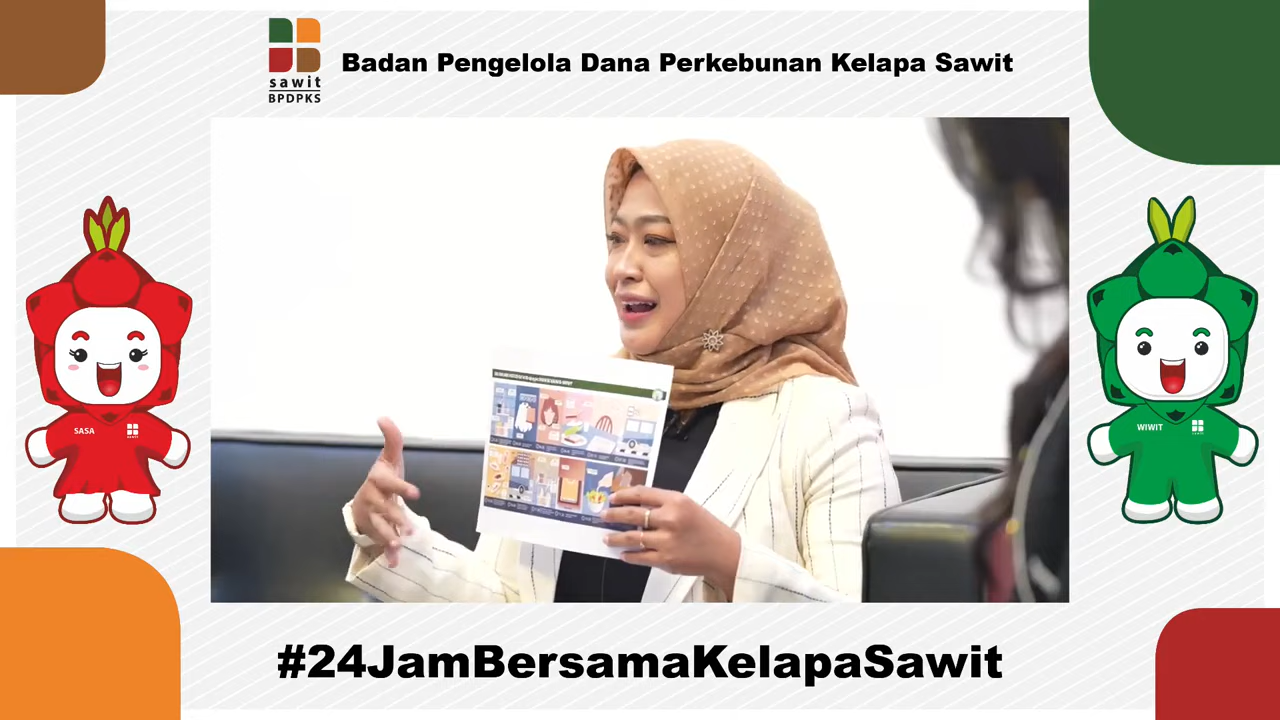 Badan Pengelola Dana Perkebunan Kelapa Sawit
sawit
BPDPKS
SASA
WIWIT
#24JamBersamaKelapaSawit